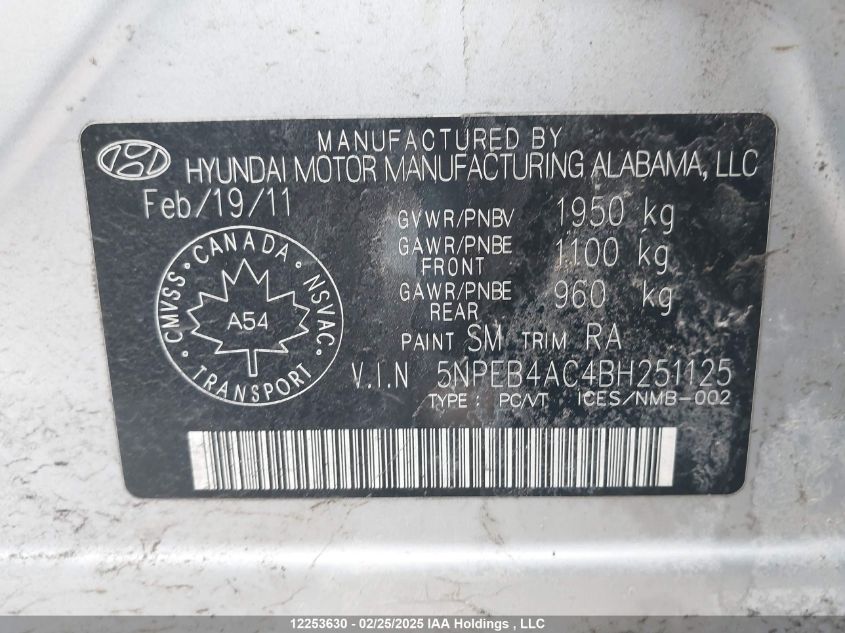 MANUFACTURED BY
HYUNDAI MOTOR MANUFACTURING ALABAMA, LLC
Feb/19/11
GVWR/PNBV 1950 kg
GAWR/PNBE FRONT 1100 kg
GAWR/PNBE REAR 960 kg
PAINT SM TRIM RA
V.I.N 5NPEB4AC4BH251125
TYPE : PC/VT ICES/NMB-002
CMVSS • CANADA • NSVAC •
A54
TRANSPORT
12253630 - 02/25/2025 IAA Holdings , LLC